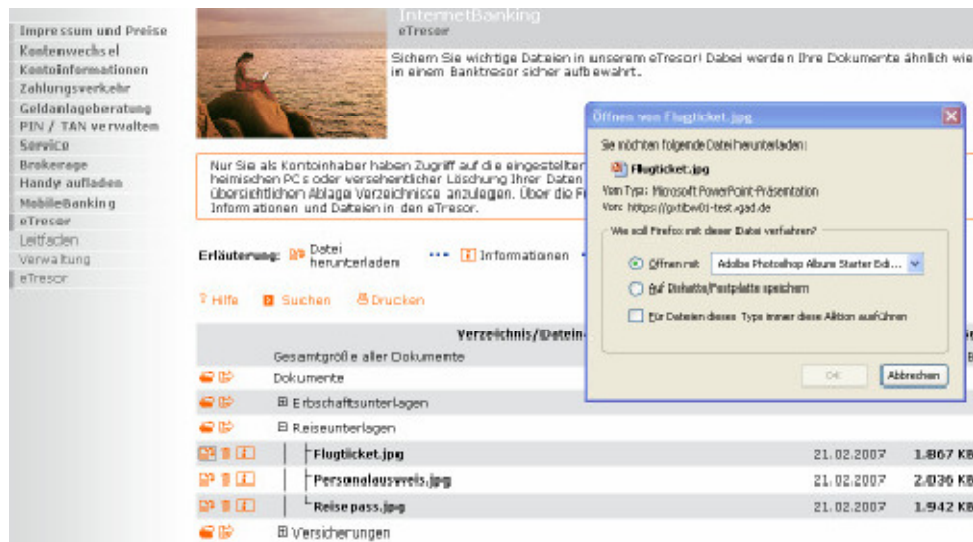 InternetBanking
eTresor
Sichern Sie wichtige Dateien in unserem eTresor! Dabei werden Ihre Dokumente ähnlich wie
in einem Banktresor sicher aufbewahrt.
Impressum und Preise
Kontenwechsel
Kontoinformationen
Zahlungsverkehr
Geldanlageberatung
PIN / TAN verwalten
Service
Brokerage
Handy aufladen
MobileBanking
eTresor
Leitfaden
Verwaltung
eTresor
Nur Sie als Kontoinhaber haben Zugriff auf die eingestellten
heimischen PCs oder versehentlicher Löschung Ihrer Daten
übersichtlichen Ablage Verzeichnisse anzulegen. Über die
Informationen und Dateien in den eTresor.
Erläuterung: Datei herunterladen Informationen
Hilfe Suchen Drucken
Verzeichnis/Datein
Gesamtgröße aller Dokumente
Dokumente
Erbschaftsunterlagen
Reiseunterlagen
Flugticket.jpg 21.02.2007 1.867 KB
Personalausweis.jpg 21.02.2007 2.036 KB
Reisepass.jpg 21.02.2007 1.942 KB
Versicherungen
Öffnen von Flugticket.jpg
Sie möchten folgende Datei herunterladen:
Flugticket.jpg
Vom Typ: Microsoft PowerPoint-Präsentation
Von:
Wie soll Firefox mit dieser Datei verfahren?
Öffnen mit Adobe Photoshop Album Starter Edi...
Auf Diskette/Festplatte speichern
Für Dateien dieses Typs immer diese Aktion ausführen
OK Abbrechen